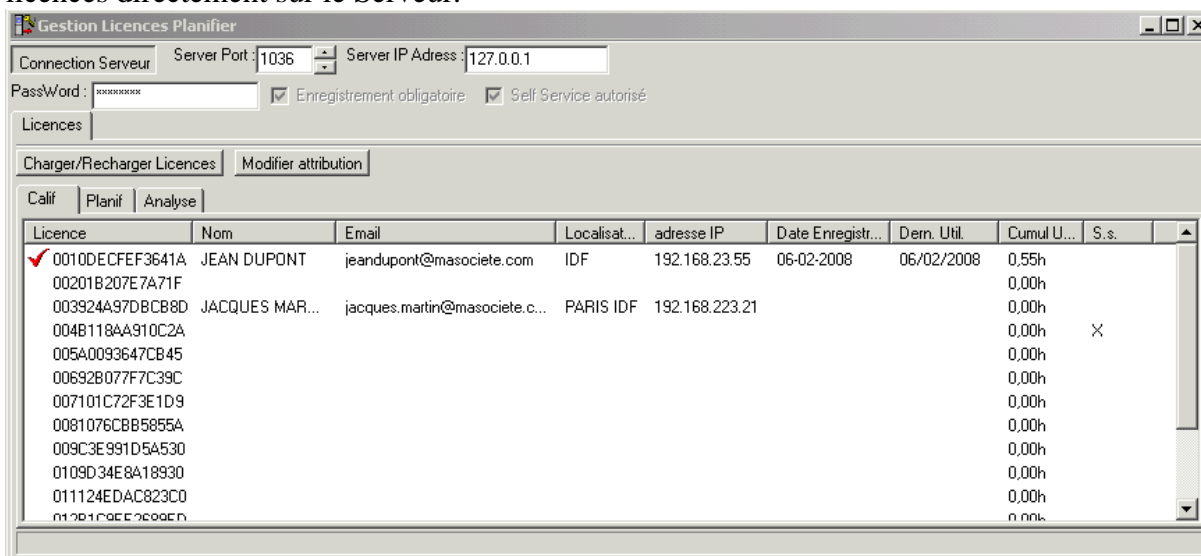 licences directement sur le Serveur.
Gestion Licences Planifier
Connection Serveur Server Port : 1036 Server IP Adress : 127.0.0.1
PassWord : ******** Enregistrement obligatoire Self Service autorisé
Licences
Charger/Recharger Licences Modifier attribution
Calif Planif Analyse
Licence Nom Email Localisat... adresse IP Date Enregistr... Dern. Util. Cumul U... S.s.
0010DECFEF3641A JEAN DUPONT jeandupont@masociete.com IDF 192.168.23.55 06-02-2008 06/02/2008 0,55h
00201B207E7A71F 0,00h
003924A97DBCB8D JACQUES MAR... jacques.martin@masociete.c... PARIS IDF 192.168.223.21 0,00h
004B118AA910C2A 0,00h X
005A0093647CB45 0,00h
00692B077F7C39C 0,00h
007101C72F3E1D9 0,00h
0081076CBB5855A 0,00h
009C3E991D5A530 0,00h
0109D34E8A18930 0,00h
011124EDAC823C0 0,00h
0,00h